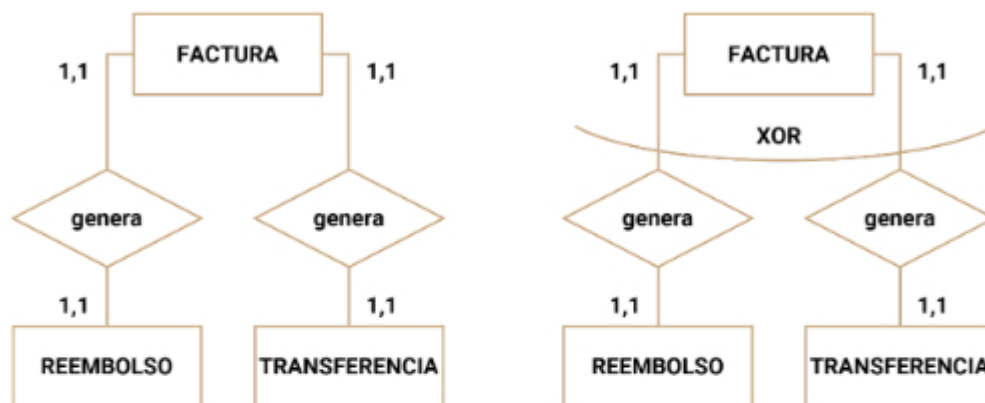 FACTURA
1,1
1,1
genera
genera
1,1
1,1
REEMBOLSO
TRANSFERENCIA
FACTURA
1,1
1,1
XOR
genera
genera
1,1
1,1
REEMBOLSO
TRANSFERENCIA